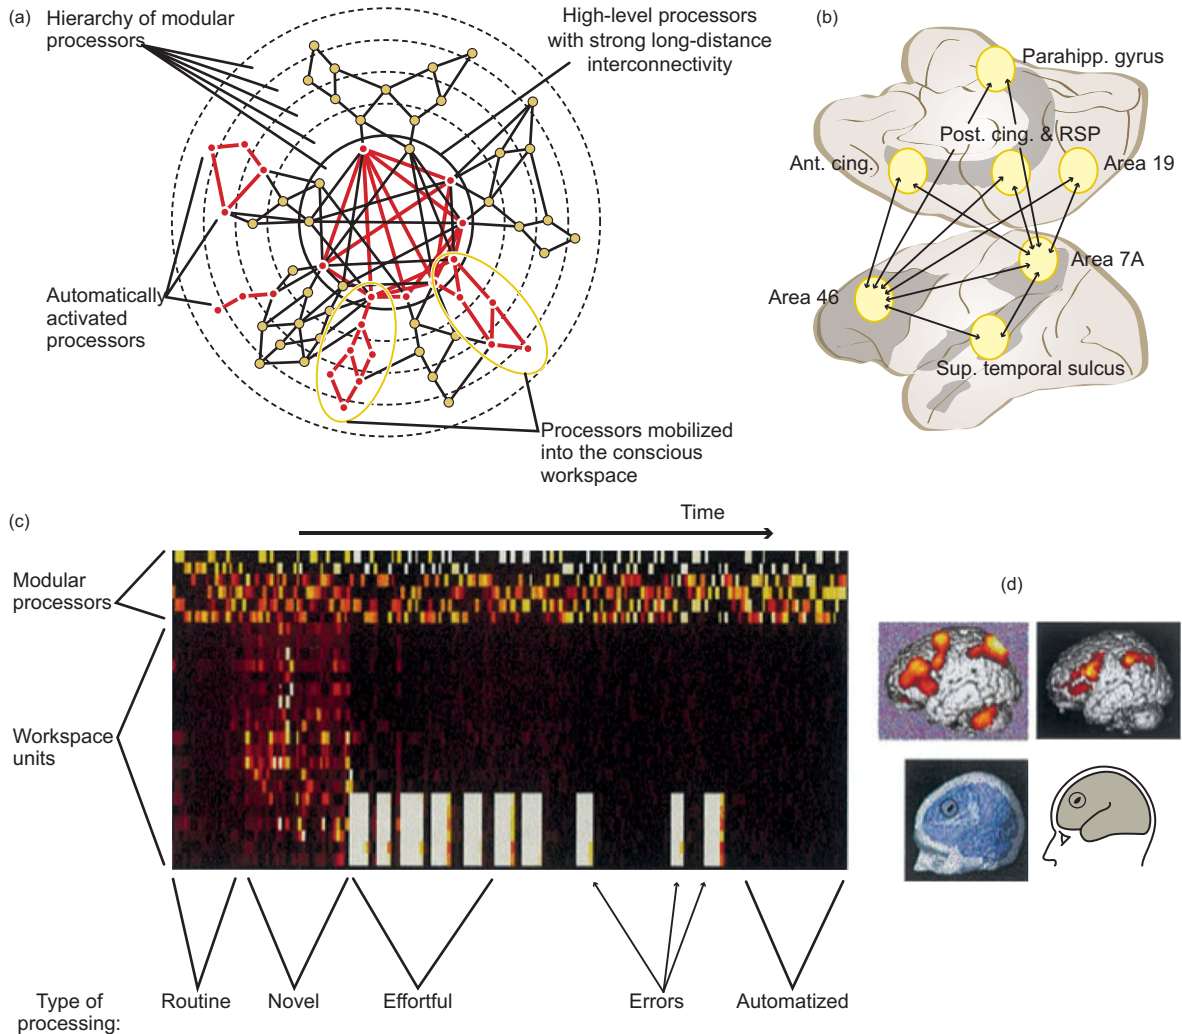 (a)
Hierarchy of modular
processors
High-level processors
with strong long-distance
interconnectivity
Automatically
activated
processors
Processors mobilized
into the conscious
workspace
(b)
Parahipp. gyrus
Post. cing. & RSP
Ant. cing.
Area 19
Area 7A
Area 46
Sup. temporal sulcus
(c)
Time
Modular
processors
Workspace
units
Type of
processing:
Routine
Novel
Effortful
Errors
Automatized
(d)